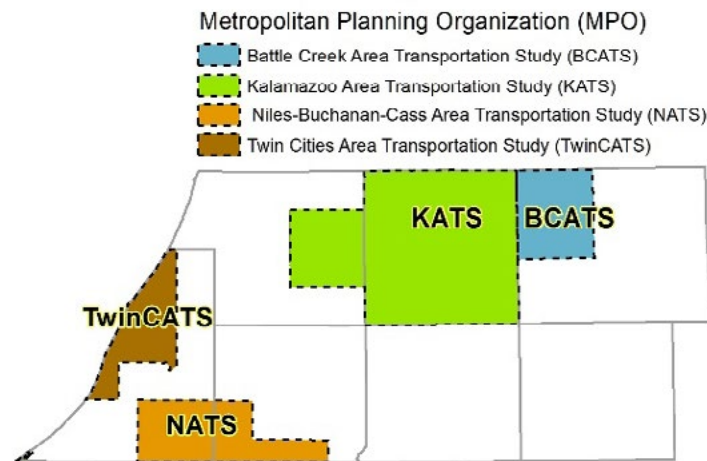 Metropolitan Planning Organization (MPO)
Battle Creek Area Transportation Study (BCATS)
Kalamazoo Area Transportation Study (KATS)
Niles-Buchanan-Cass Area Transportation Study (NATS)
Twin Cities Area Transportation Study (TwinCATS)
KATS
BCATS
TwinCATS
NATS